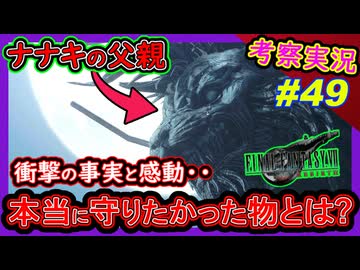 ナナキの父親
考察実況
#49
FINAL FANTASY VII
REBIRTH
衝撃の事実と感動‥
本当に守りたかった物とは?